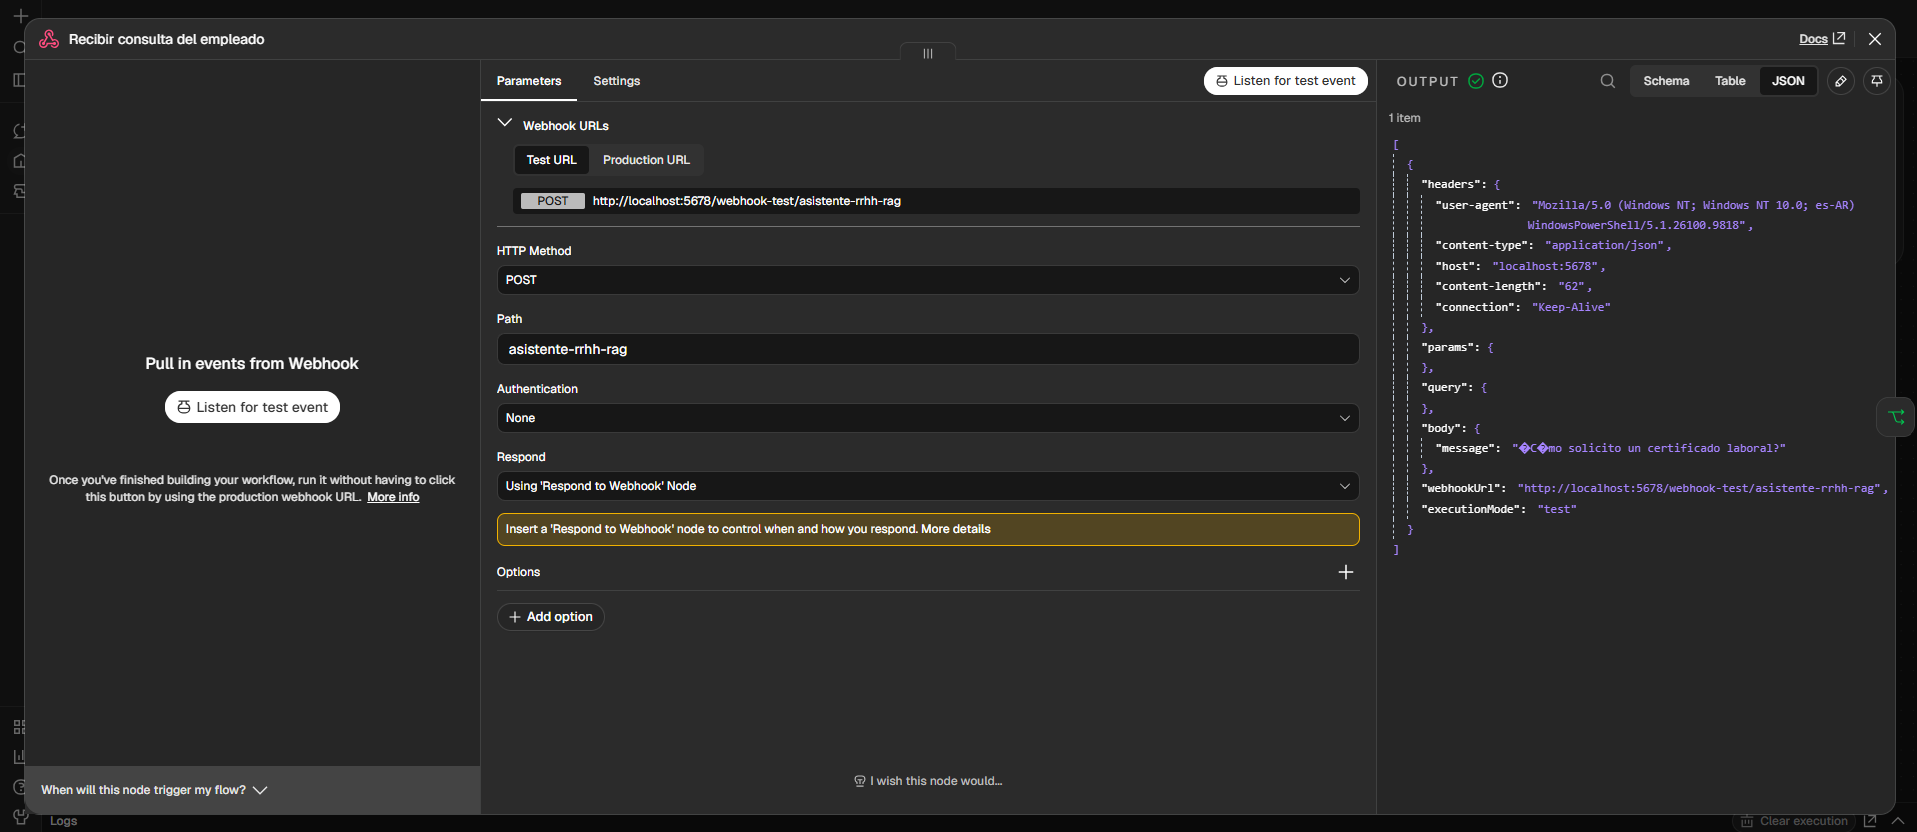 Recibir consulta del empleado
Docs
Parameters
Settings
Listen for test event
OUTPUT
Schema
Table
JSON
Webhook URLs
Test URL
Production URL
POST
http://localhost:5678/webhook-test/asistente-rrhh-rag
HTTP Method
POST
Path
asistente-rrhh-rag
Authentication
None
Respond
Using 'Respond to Webhook' Node
Insert a 'Respond to Webhook' node to control when and how you respond. More details
Options
Add option
I wish this node would...
Pull in events from Webhook
Listen for test event
Once you've finished building your workflow, run it without having to click
this button by using the production webhook URL. More info
When will this node trigger my flow?
1 item
[
{
"headers": {
"user-agent": "Mozilla/5.0 (Windows NT; Windows NT 10.0; es-AR)
WindowsPowerShell/5.1.26100.9818",
"content-type": "application/json",
"host": "localhost:5678",
"content-length": "62",
"connection": "Keep-Alive"
},
"params": {
},
"query": {
},
"body": {
"message": "�C�mo solicito un certificado laboral?"
},
"webhookUrl": "http://localhost:5678/webhook-test/asistente-rrhh-rag",
"executionMode": "test"
}
]
Logs
Clear execution